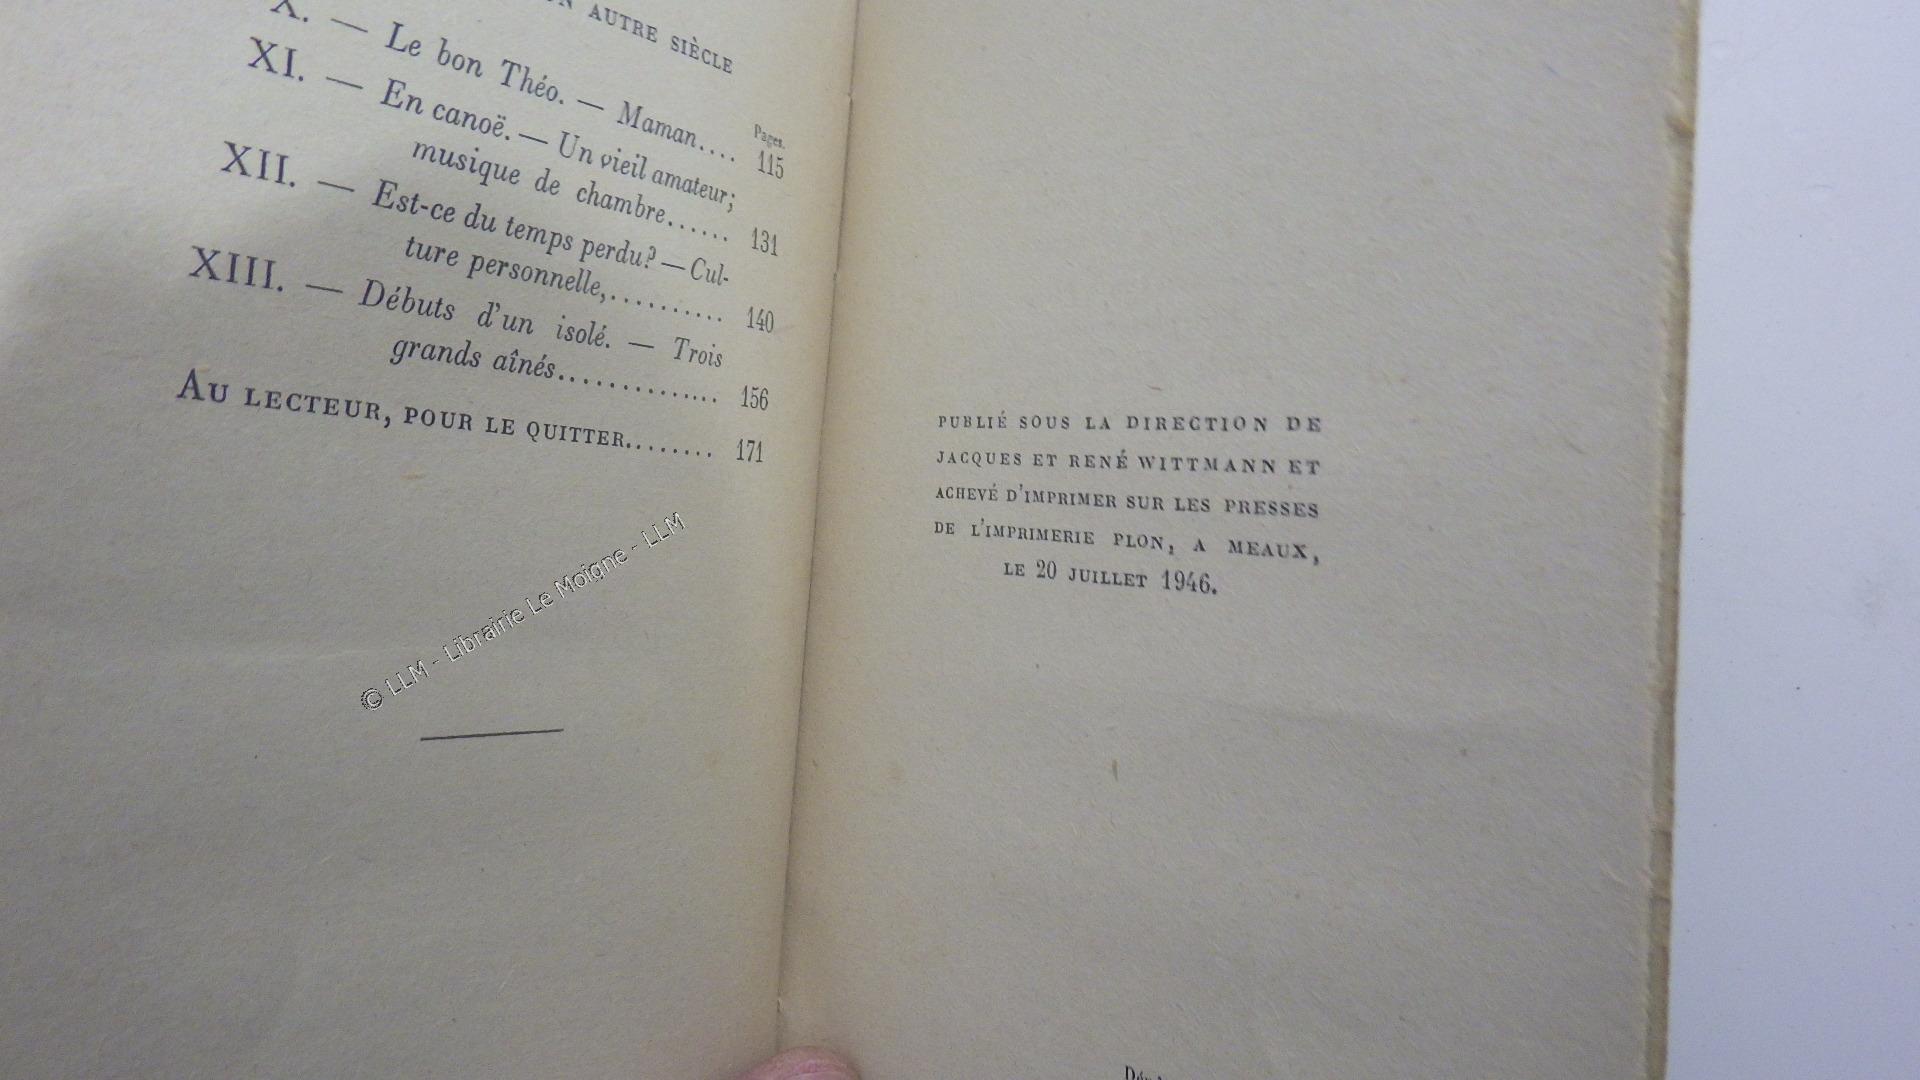 AUTRE SIÈCLE
Pages.
X. — Le bon Théo. — Maman.... 115
XI. — En canoë. — Un vieil amateur;
musique de chambre...... 131
XII. — Est-ce du temps perdu? — Cul-
ture personnelle,.......... 140
XIII. — Débuts d'un isolé. — Trois
grands aînés.............. 156
AU LECTEUR, POUR LE QUITTER........ 171
© LLM - Librairie Le Moigne - LLM
PUBLIÉ SOUS LA DIRECTION DE
JACQUES ET RENÉ WITTMANN ET
ACHEVÉ D'IMPRIMER SUR LES PRESSES
DE L'IMPRIMERIE PLON, A MEAUX,
LE 20 JUILLET 1946.